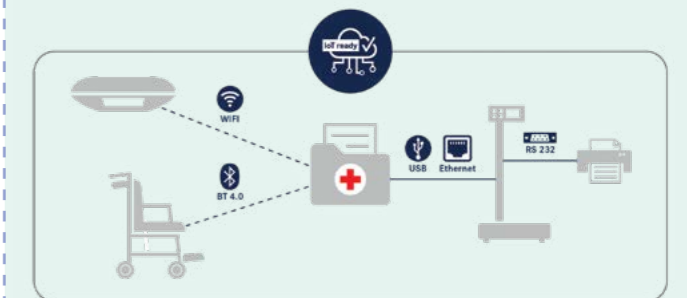 IoT ready
WIFI
BT 4.0
USB
Ethernet
RS 232